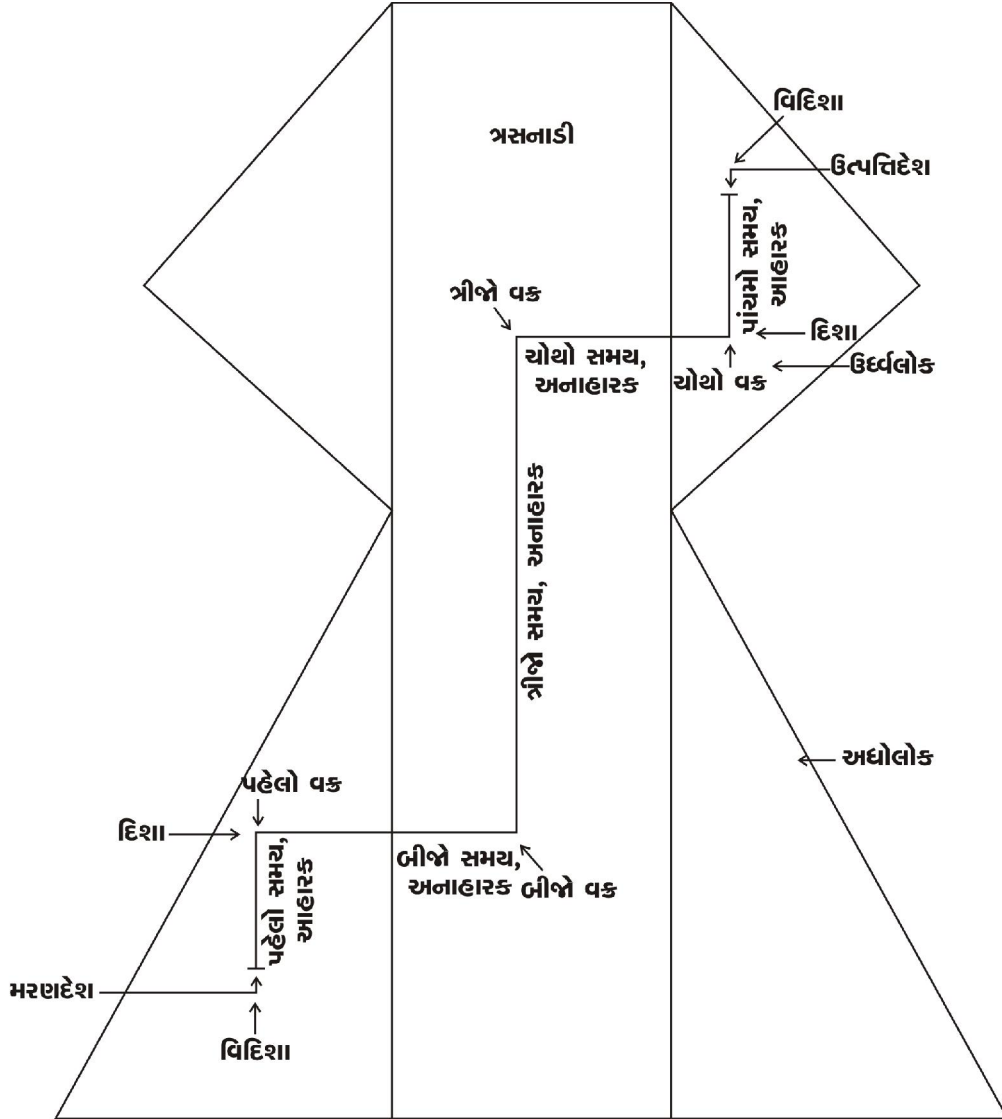 વિદિશા
ત્રસનાડી
ઉત્પત્તિદેશ
પાંચમો સમય,
આહારક
ત્રીજો વક્ર
દિશા
ચોથો સમય,
અનાહારક
ચોથો વક્ર
ઉર્ધ્વલોક
ત્રીજો સમય, અનાહારક
અધોલોક
પહેલો વક્ર
દિશા
પહેલો સમય,
આહારક
બીજો સમય,
અનાહારક
બીજો વક્ર
મરણદેશ
વિદિશા